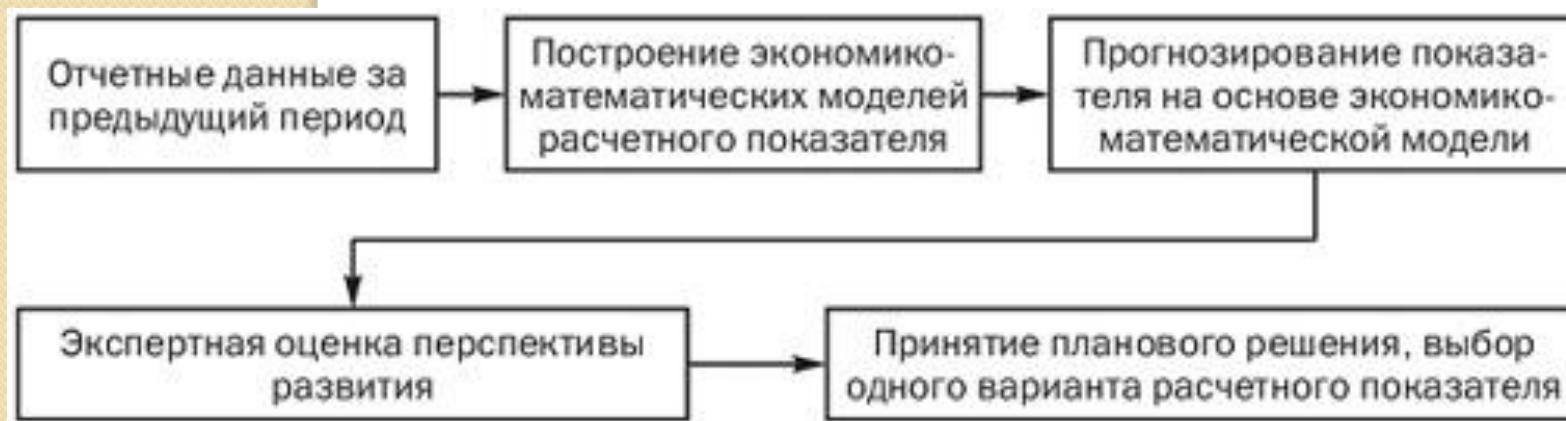 Отчетные данные за
предыдущий период
Построение экономико-
математических моделей
расчетного показателя
Прогнозирование показа-
теля на основе экономико-
математической модели
Экспертная оценка перспективы
развития
Принятие планового решения, выбор
одного варианта расчетного показателя